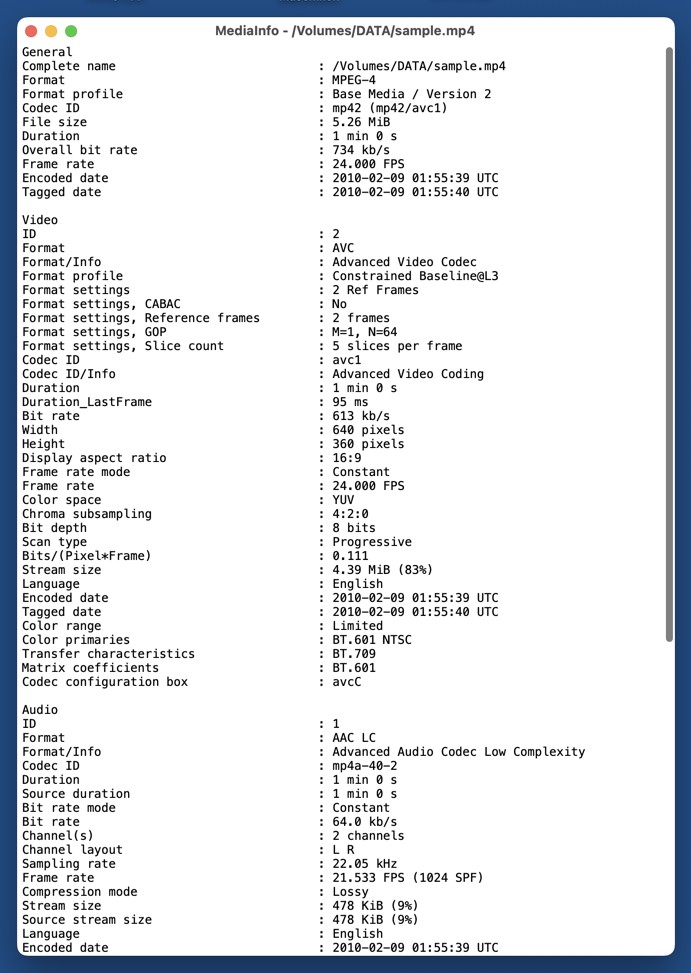 MediaInfo - /Volumes/DATA/sample.mp4
General
Complete name : /Volumes/DATA/sample.mp4
Format : MPEG-4
Format profile : Base Media / Version 2
Codec ID : mp42 (mp42/avc1)
File size : 5.26 MiB
Duration : 1 min 0 s
Overall bit rate : 734 kb/s
Frame rate : 24.000 FPS
Encoded date : 2010-02-09 01:55:39 UTC
Tagged date : 2010-02-09 01:55:40 UTC
Video
ID : 2
Format : AVC
Format/Info : Advanced Video Codec
Format profile : Constrained Baseline@L3
Format settings : 2 Ref Frames
Format settings, CABAC : No
Format settings, Reference frames : 2 frames
Format settings, GOP : M=1, N=64
Format settings, Slice count : 5 slices per frame
Codec ID : avc1
Codec ID/Info : Advanced Video Coding
Duration : 1 min 0 s
Duration_LastFrame : 95 ms
Bit rate : 613 kb/s
Width : 640 pixels
Height : 360 pixels
Display aspect ratio : 16:9
Frame rate mode : Constant
Frame rate : 24.000 FPS
Color space : YUV
Chroma subsampling : 4:2:0
Bit depth : 8 bits
Scan type : Progressive
Bits/(Pixel*Frame) : 0.111
Stream size : 4.39 MiB (83%)
Language : English
Encoded date : 2010-02-09 01:55:39 UTC
Tagged date : 2010-02-09 01:55:40 UTC
Color range : Limited
Color primaries : BT.601 NTSC
Transfer characteristics : BT.709
Matrix coefficients : BT.601
Codec configuration box : avcC
Audio
ID : 1
Format : AAC LC
Format/Info : Advanced Audio Codec Low Complexity
Codec ID : mp4a-40-2
Duration : 1 min 0 s
Source duration : 1 min 0 s
Bit rate mode : Constant
Bit rate : 64.0 kb/s
Channel(s) : 2 channels
Channel layout : L R
Sampling rate : 22.05 kHz
Frame rate : 21.533 FPS (1024 SPF)
Compression mode : Lossy
Stream size : 478 KiB (9%)
Source stream size : 478 KiB (9%)
Language : English
Encoded date : 2010-02-09 01:55:39 UTC